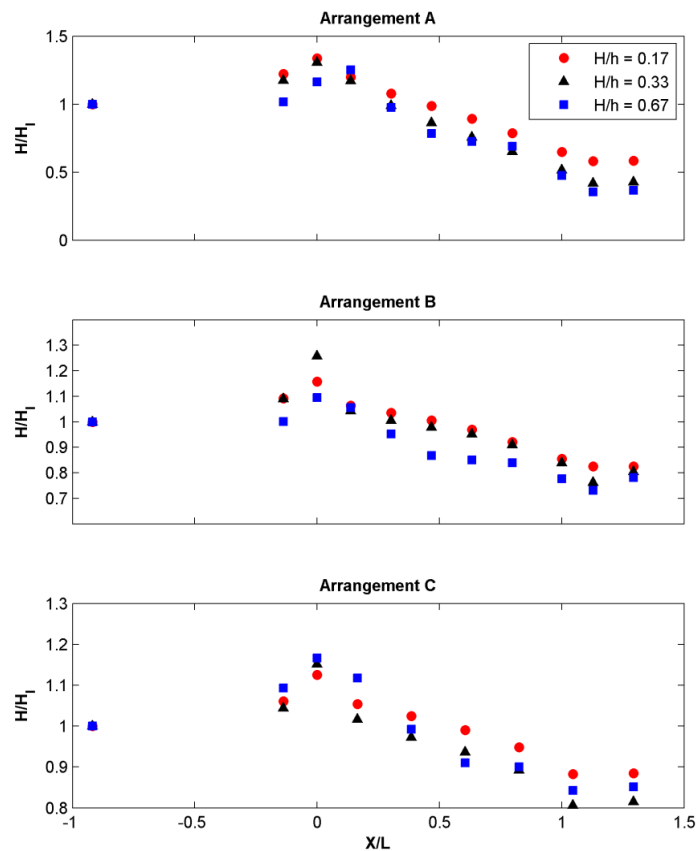 Arrangement A
1.5
1
0.5
0
H/H_I
H/h = 0.17
H/h = 0.33
H/h = 0.67
Arrangement B
1.3
1.2
1.1
1
0.9
0.8
0.7
H/H_I
Arrangement C
1.3
1.2
1.1
1
0.9
0.8
H/H_I
-1 -0.5 0 0.5 1 1.5
X/L